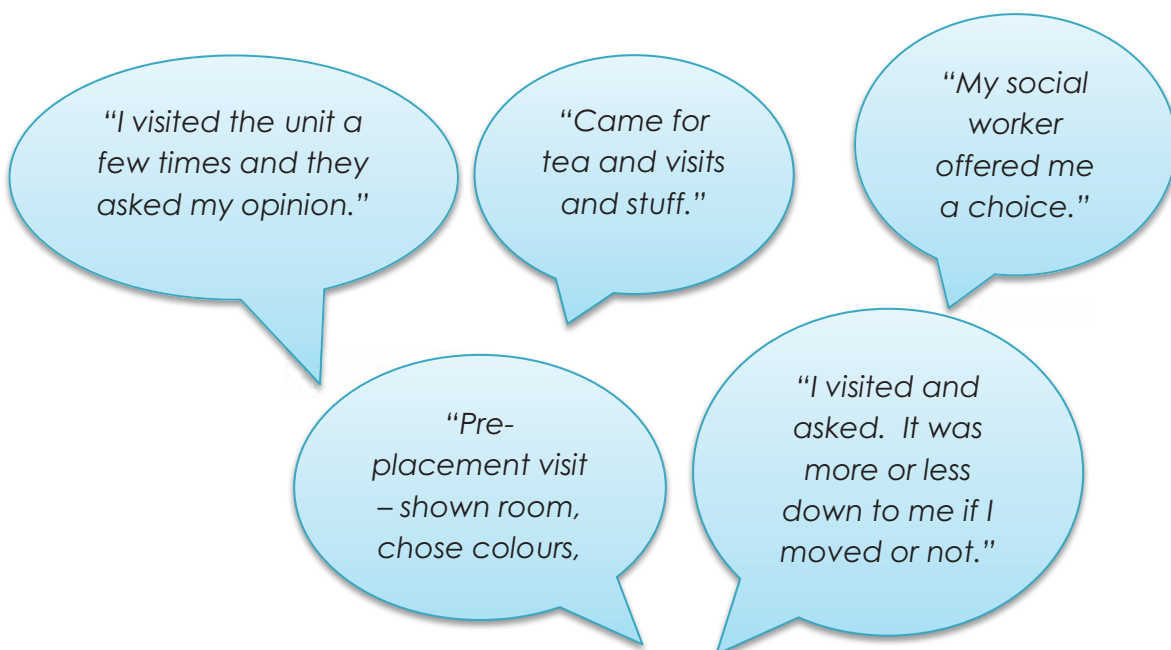 “I visited the unit a
few times and they
asked my opinion.”
“Came for
tea and visits
and stuff.”
“My social
worker
offered me
a choice.”
“Pre-
placement visit
– shown room,
chose colours,
“I visited and
asked.  It was
more or less
down to me if I
moved or not.”